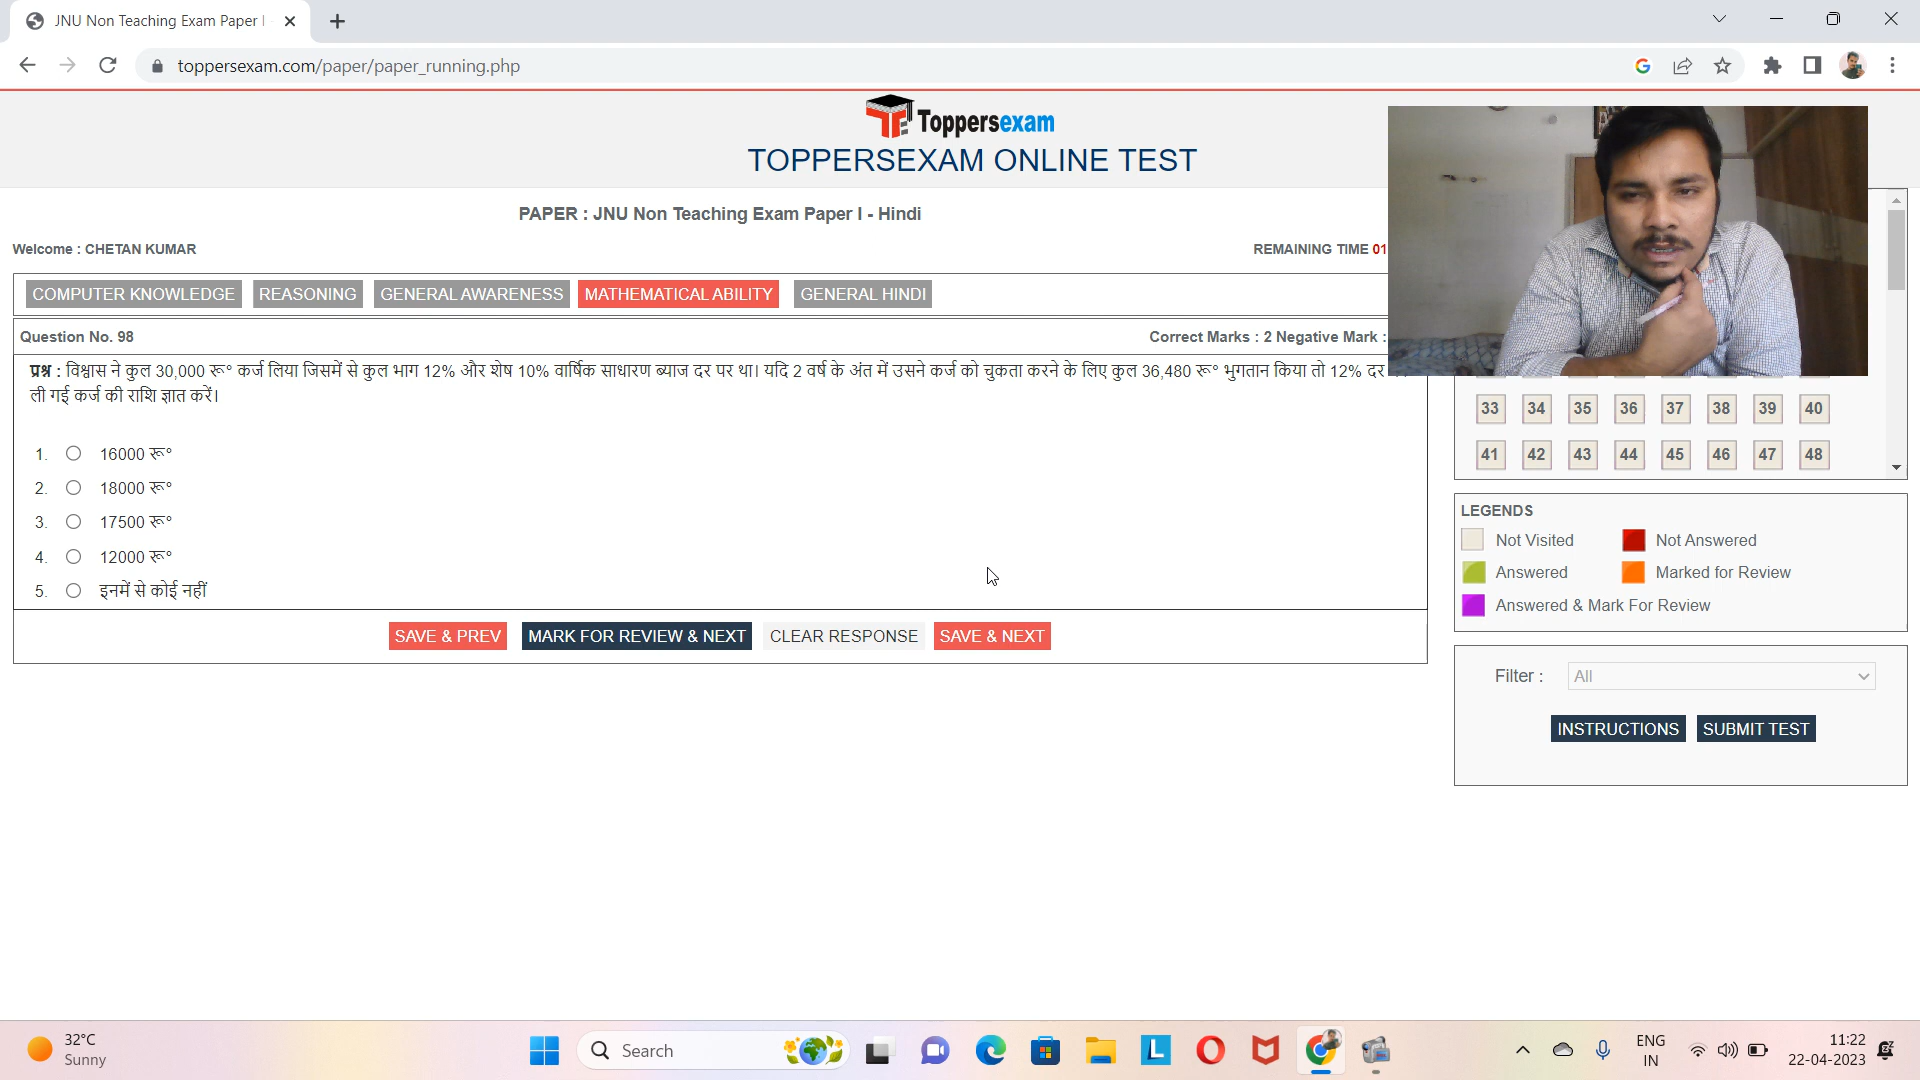 JNU Non Teaching Exam Paper I
toppersexam.com/paper/paper_running.php
Toppersexam
TOPPERSEXAM ONLINE TEST
PAPER : JNU Non Teaching Exam Paper I - Hindi
Welcome : CHETAN KUMAR
REMAINING TIME 01
COMPUTER KNOWLEDGE REASONING GENERAL AWARENESS MATHEMATICAL ABILITY GENERAL HINDI
Question No. 98
Correct Marks : 2 Negative Mark :
प्रश्न : विश्वास ने कुल 30,000 रू° कर्ज लिया जिसमें से कुल भाग 12% और शेष 10% वार्षिक साधारण ब्याज दर पर था। यदि 2 वर्ष के अंत में उसने कर्ज को चुकता करने के लिए कुल 36,480 रू° भुगतान किया तो 12% दर
ली गई कर्ज की राशि ज्ञात करें।
1. 16000 रू°
2. 18000 रू°
3. 17500 रू°
4. 12000 रू°
5. इनमें से कोई नहीं
SAVE & PREV MARK FOR REVIEW & NEXT CLEAR RESPONSE SAVE & NEXT
33 34 35 36 37 38 39 40
41 42 43 44 45 46 47 48
LEGENDS
Not Visited Not Answered
Answered Marked for Review
Answered & Mark For Review
Filter : All
INSTRUCTIONS SUBMIT TEST
32°C
Sunny
Search
ENG
IN
11:22
22-04-2023